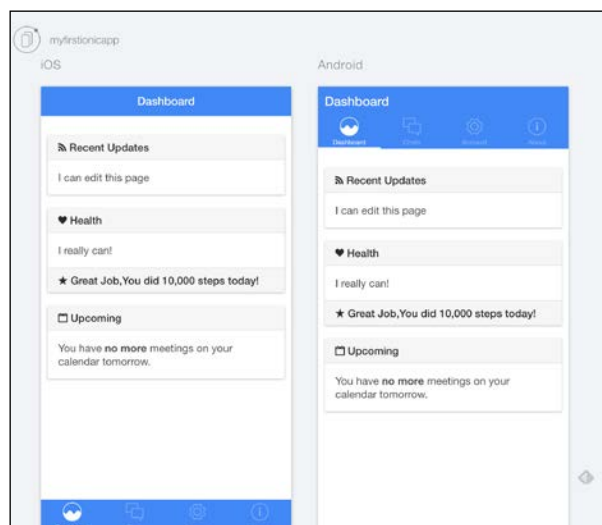 myfirstionicapp
iOS
Dashboard
Recent Updates
I can edit this page
Health
I really can!
Great Job,You did 10,000 steps today!
Upcoming
You have no more meetings on your
calendar tomorrow.
Android
Dashboard
Dashboard Chats Account About
Recent Updates
I can edit this page
Health
I really can!
Great Job,You did 10,000 steps today!
Upcoming
You have no more meetings on your
calendar tomorrow.